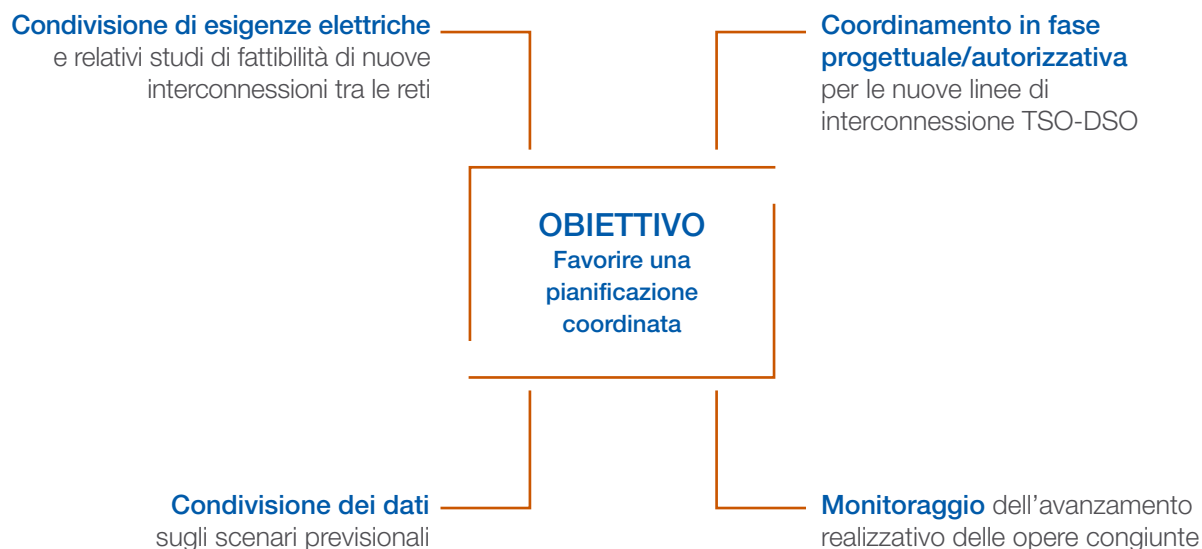 Condivisione di esigenze elettriche
e relativi studi di fattibilità di nuove
interconnessioni tra le reti
Coordinamento in fase
progettuale/autorizzativa
per le nuove linee di
interconnessione TSO-DSO
OBIETTIVO
Favorire una
pianificazione
coordinata
Condivisione dei dati
sugli scenari previsionali
Monitoraggio dell’avanzamento
realizzativo delle opere congiunte